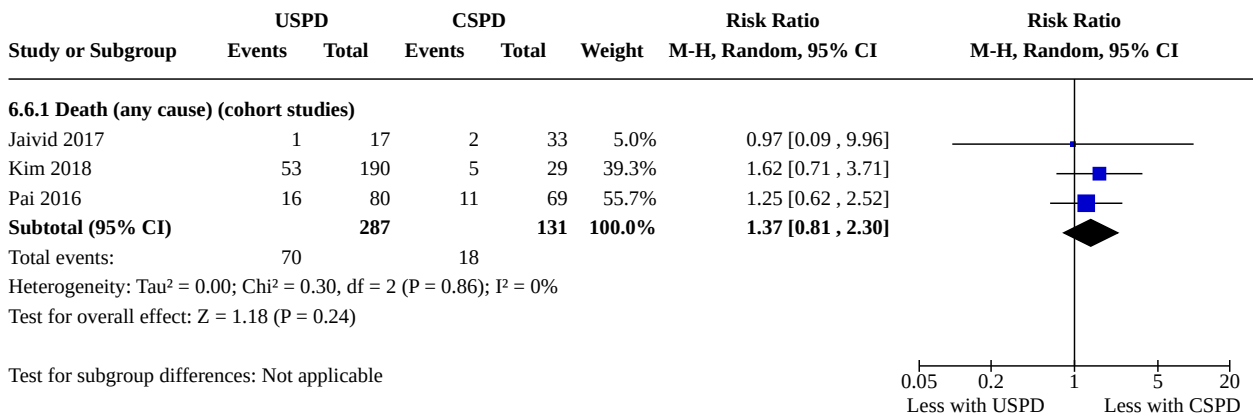 USPD CSPD Risk Ratio Risk Ratio
Study or Subgroup Events Total Events Total Weight M-H, Random, 95% CI M-H, Random, 95% CI
6.6.1 Death (any cause) (cohort studies)
Jaivid 2017 1 17 2 33 5.0% 0.97 [0.09 , 9.96]
Kim 2018 53 190 5 29 39.3% 1.62 [0.71 , 3.71]
Pai 2016 16 80 11 69 55.7% 1.25 [0.62 , 2.52]
Subtotal (95% CI) 287 131 100.0% 1.37 [0.81 , 2.30]
Total events: 70 18
Heterogeneity: Tau² = 0.00; Chi² = 0.30, df = 2 (P = 0.86); I² = 0%
Test for overall effect: Z = 1.18 (P = 0.24)
Test for subgroup differences: Not applicable
0.05 0.2 1 5 20
Less with USPD Less with CSPD